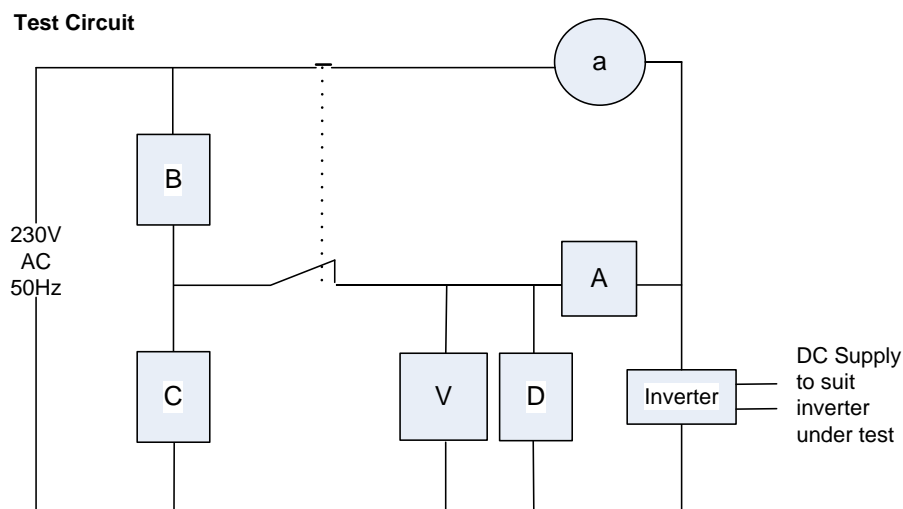 Test Circuit
a
B
230V
AC
50Hz
A
C
V
D
Inverter
DC Supply
to suit
inverter
under test